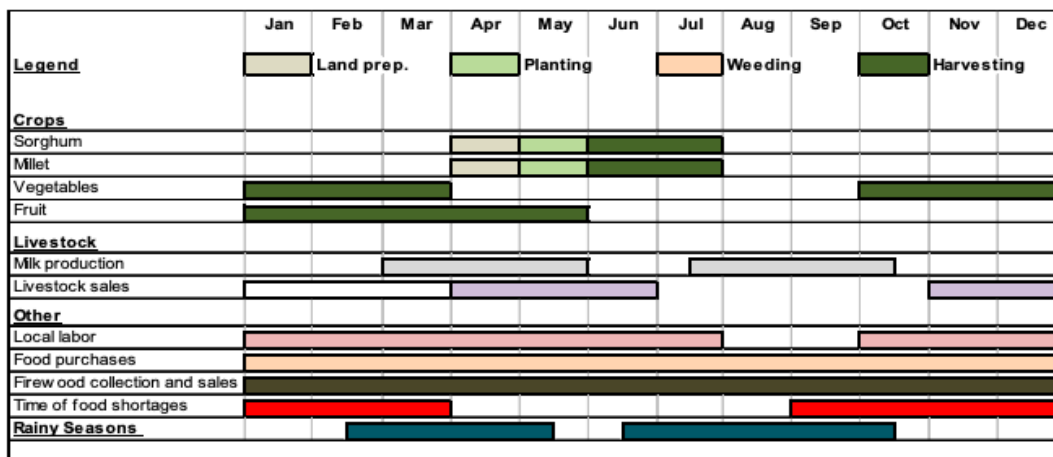 Jan Feb Mar Apr May Jun Jul Aug Sep Oct Nov Dec
Legend Land prep. Planting Weeding Harvesting
Crops
Sorghum
Millet
Vegetables
Fruit
Livestock
Milk production
Livestock sales
Other
Local labor
Food purchases
Firewood collection and sales
Time of food shortages
Rainy Seasons